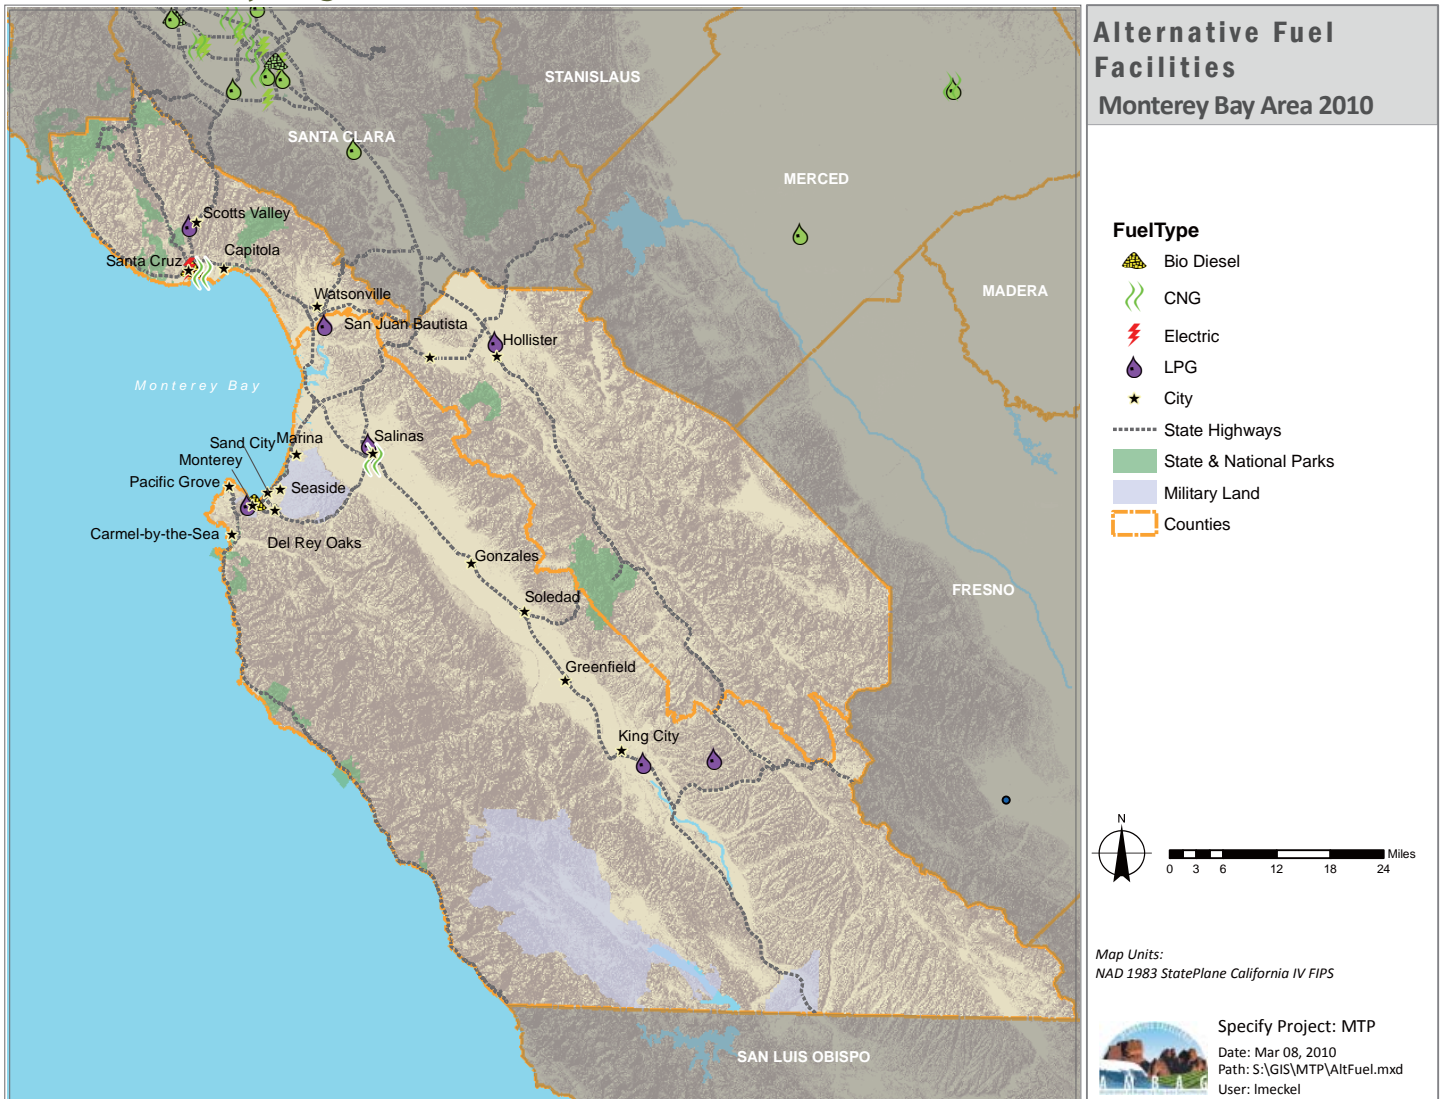 Alternative Fuel
Facilities
Monterey Bay Area 2010
STANISLAUS
SANTA CLARA
MERCED
MADERA
FRESNO
SAN LUIS OBISPO
Scotts Valley
Santa Cruz
Capitola
Watsonville
San Juan Bautista
Hollister
Monterey Bay
Marina
Salinas
Sand City
Monterey
Pacific Grove
Seaside
Carmel-by-the-Sea
Del Rey Oaks
Gonzales
Soledad
Greenfield
King City
FuelType
Bio Diesel
CNG
Electric
LPG
City
State Highways
State & National Parks
Military Land
Counties
N
Miles
0 3 6 12 18 24
Map Units:
NAD 1983 StatePlane California IV FIPS
Specify Project: MTP
Date: Mar 08, 2010
Path: S:\GIS\MTP\AltFuel.mxd
User: lmeckel
AMBAG